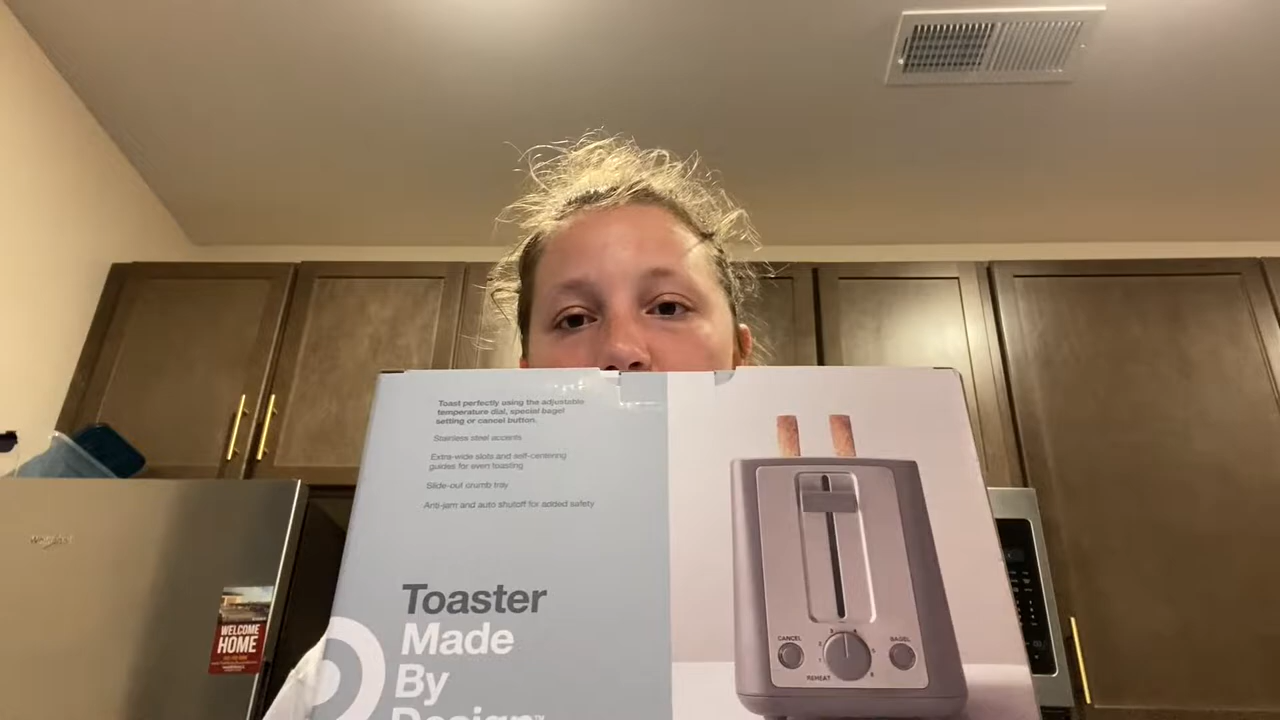 Toast perfectly using the adjustable
temperature dial, special bagel
setting or cancel button.
Stainless steel accents
Extra-wide slots and self-centering
guides for even toasting
Slide-out crumb tray
Anti-jam and auto shutoff for added safety
Toaster
Made
By
Design™
CANCEL
BAGEL
REHEAT
WELCOME
HOME